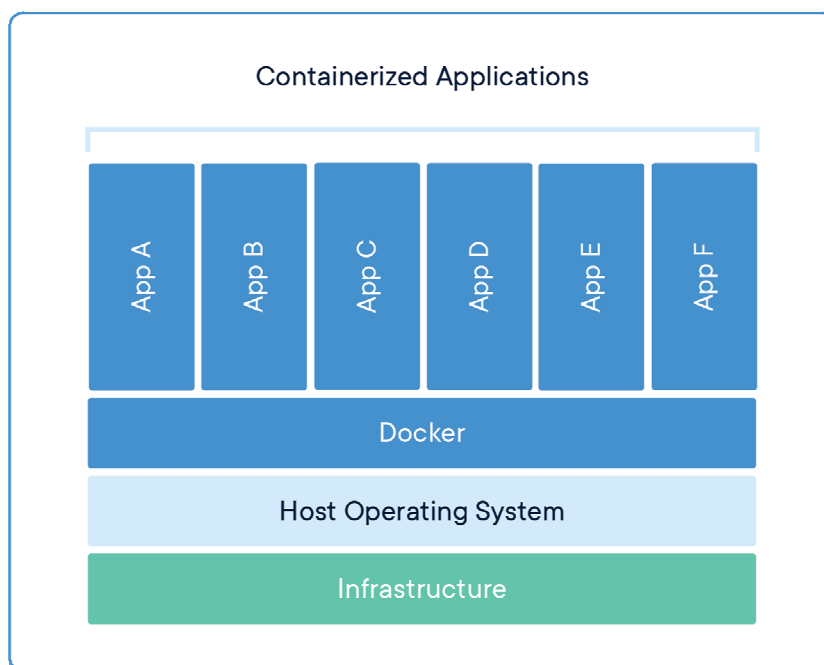 Containerized Applications
App A
App B
App C
App D
App E
App F
Docker
Host Operating System
Infrastructure